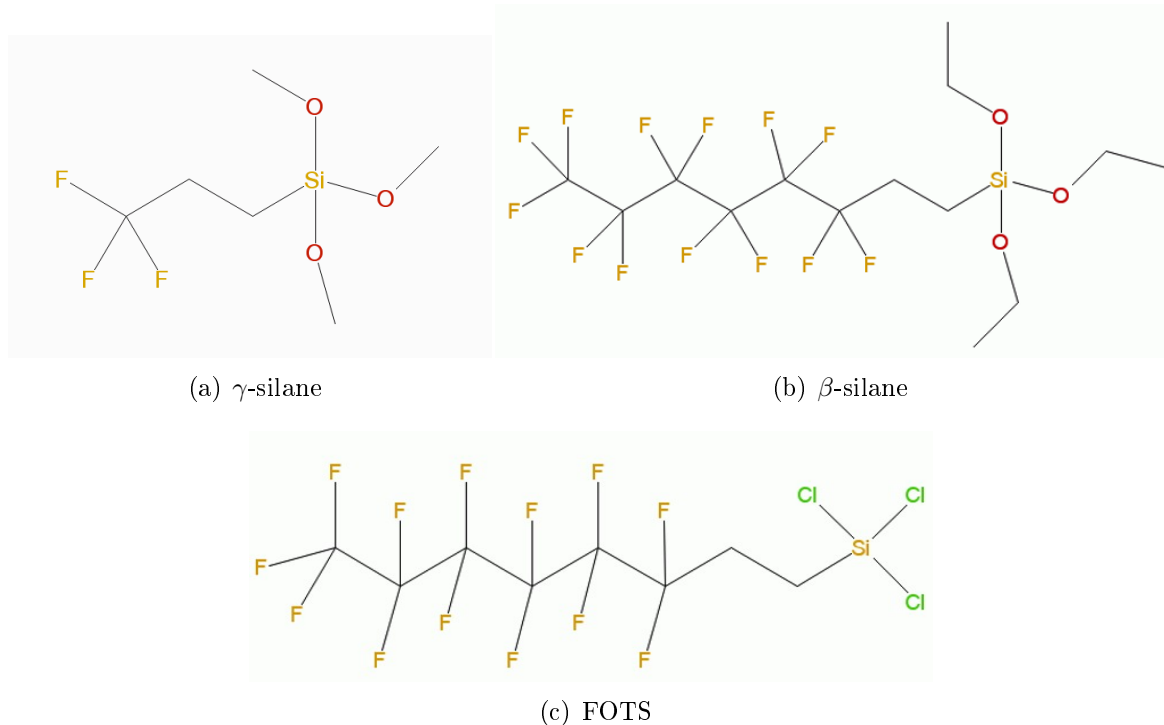 O
F Si O
F F O
(a) γ-silane
F F F F F F O
F Si O
F F F F F F O
(b) β-silane
F F F Cl Cl
F F F
F Si
F F F Cl
F F F
(c) FOTS